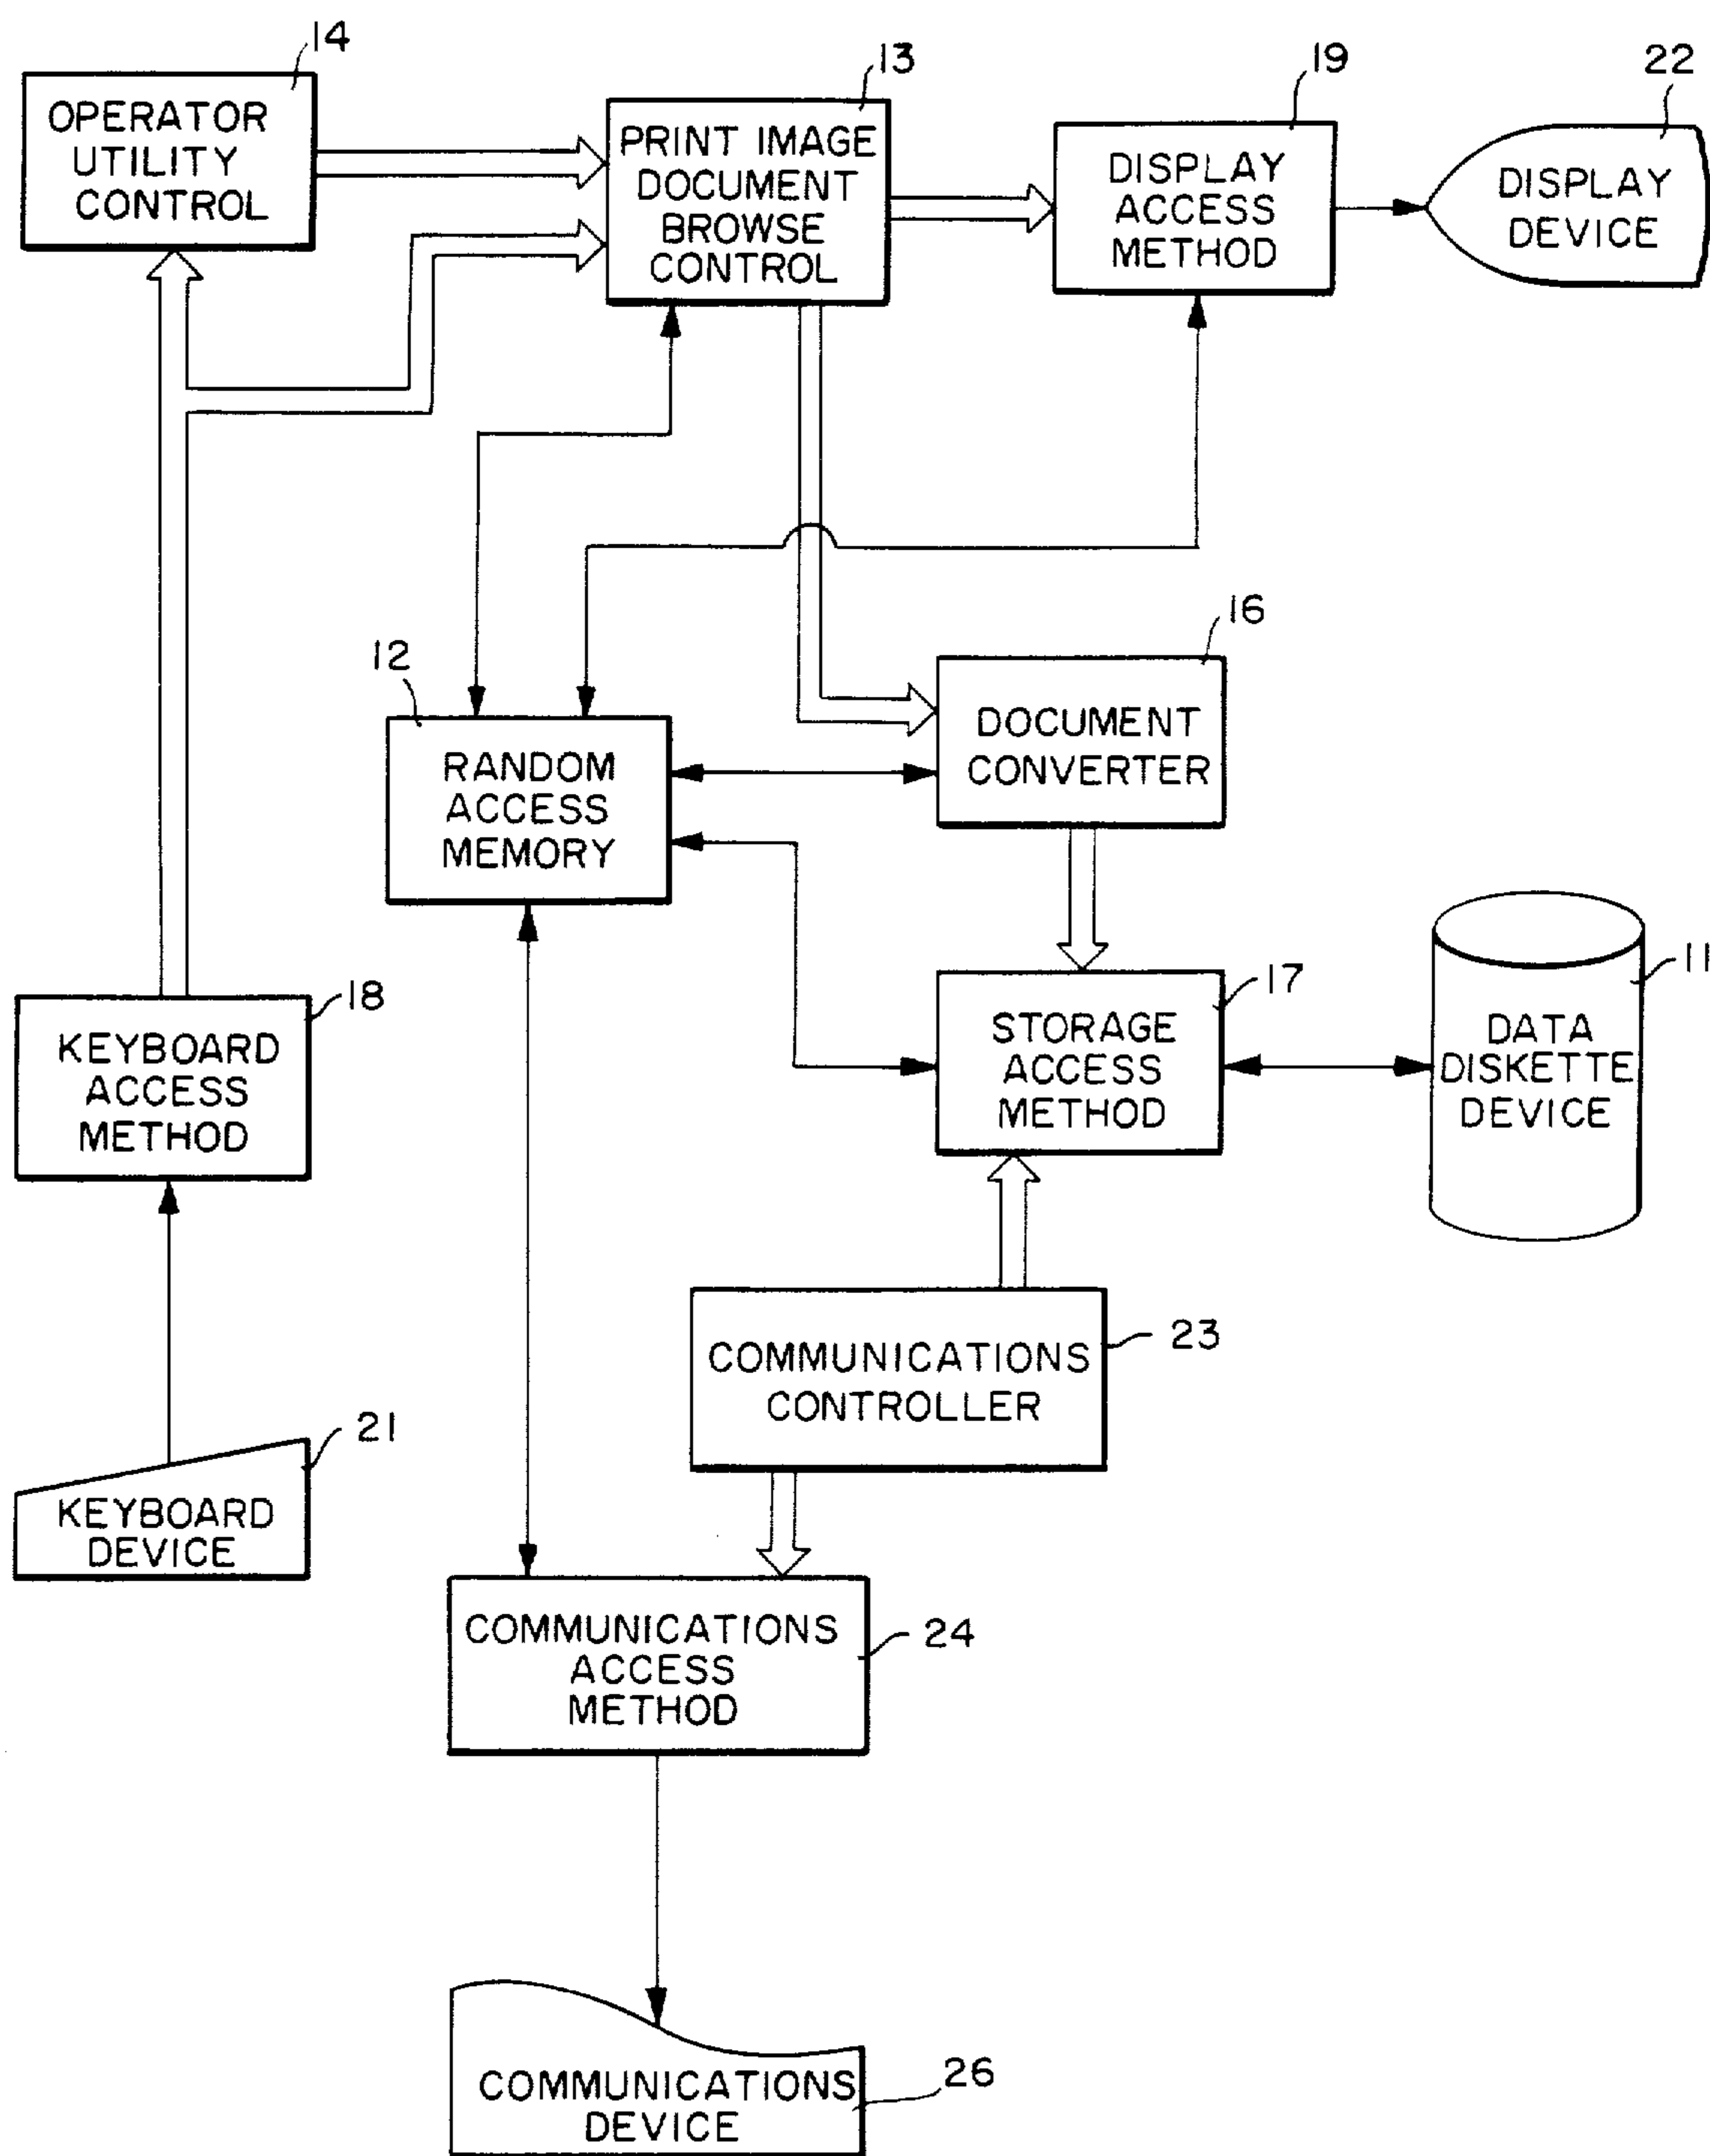 14
OPERATOR
UTILITY
CONTROL
13
PRINT IMAGE
DOCUMENT
BROWSE
CONTROL
19
DISPLAY
ACCESS
METHOD
22
DISPLAY
DEVICE
12
RANDOM
ACCESS
MEMORY
16
DOCUMENT
CONVERTER
18
KEYBOARD
ACCESS
METHOD
17
STORAGE
ACCESS
METHOD
11
DATA
DISKETTE
DEVICE
23
COMMUNICATIONS
CONTROLLER
21
KEYBOARD
DEVICE
24
COMMUNICATIONS
ACCESS
METHOD
26
COMMUNICATIONS
DEVICE